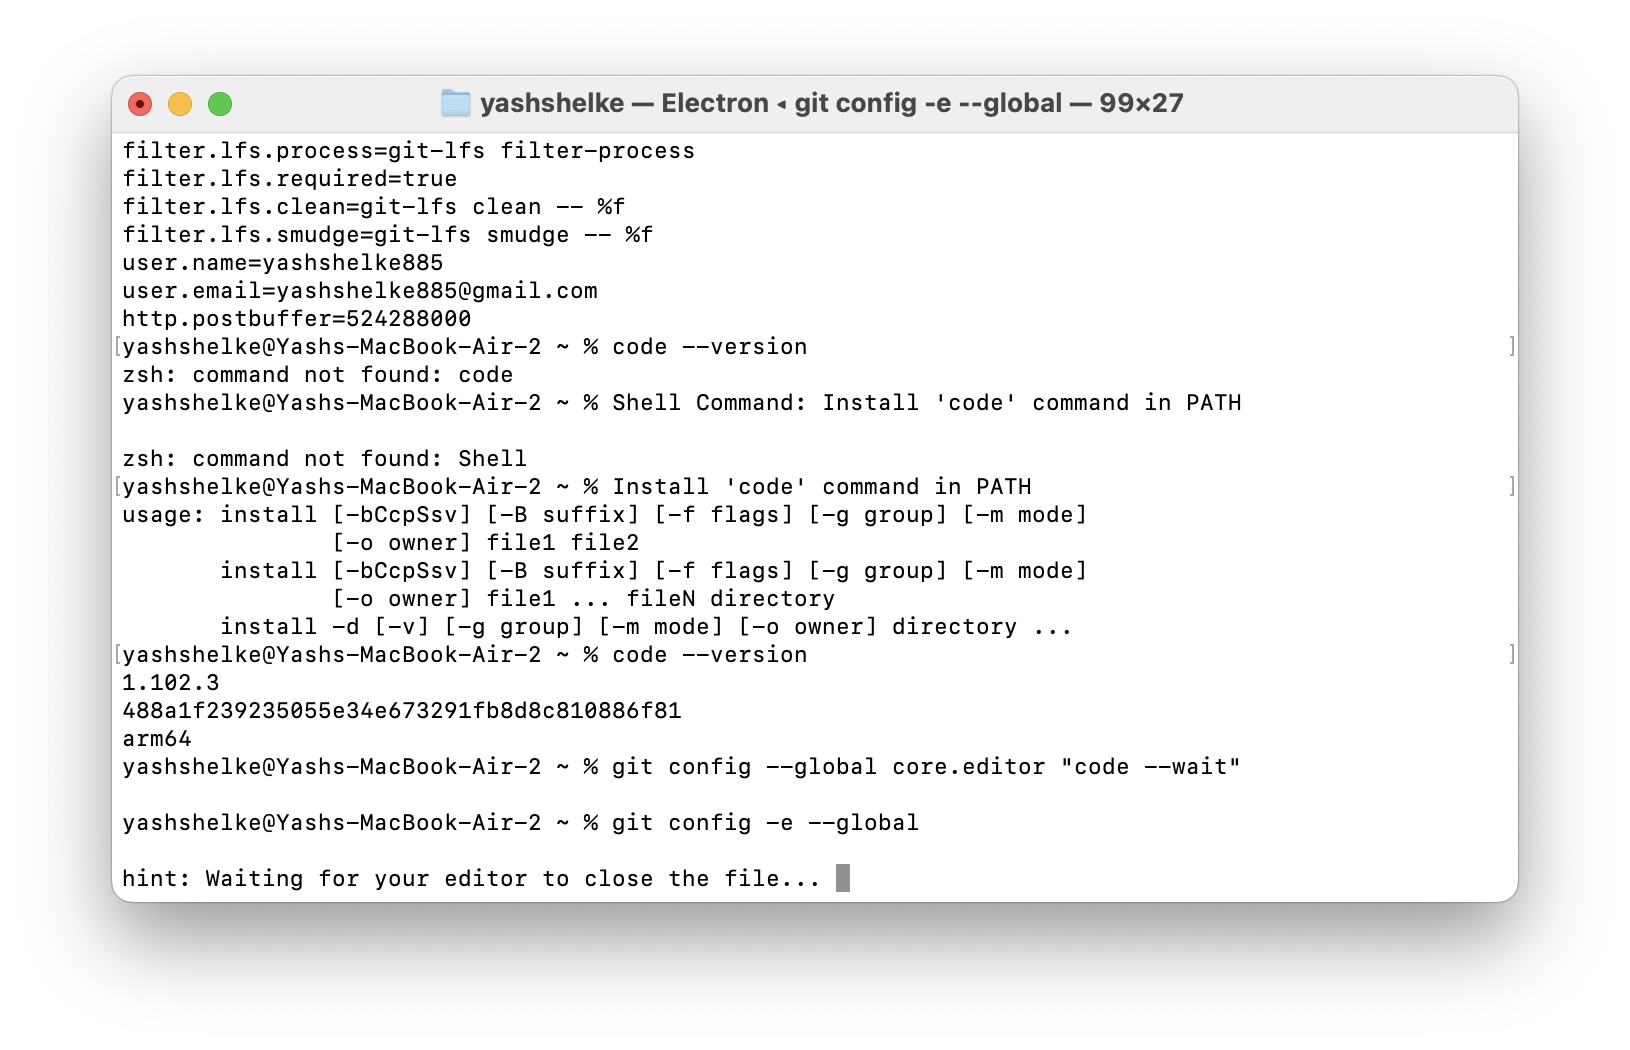 yashshelke — Electron ◂ git config -e --global — 99×27
filter.lfs.process=git-lfs filter-process
filter.lfs.required=true
filter.lfs.clean=git-lfs clean -- %f
filter.lfs.smudge=git-lfs smudge -- %f
user.name=yashshelke885
user.email=yashshelke885@gmail.com
http.postbuffer=524288000
[yashshelke@Yashs-MacBook-Air-2 ~ % code --version ]
zsh: command not found: code
yashshelke@Yashs-MacBook-Air-2 ~ % Shell Command: Install 'code' command in PATH
zsh: command not found: Shell
[yashshelke@Yashs-MacBook-Air-2 ~ % Install 'code' command in PATH ]
usage: install [-bCcpSsv] [-B suffix] [-f flags] [-g group] [-m mode]
[-o owner] file1 file2
install [-bCcpSsv] [-B suffix] [-f flags] [-g group] [-m mode]
[-o owner] file1 ... fileN directory
install -d [-v] [-g group] [-m mode] [-o owner] directory ...
[yashshelke@Yashs-MacBook-Air-2 ~ % code --version ]
1.102.3
488a1f239235055e34e673291fb8d8c810886f81
arm64
yashshelke@Yashs-MacBook-Air-2 ~ % git config --global core.editor "code --wait"
yashshelke@Yashs-MacBook-Air-2 ~ % git config -e --global
hint: Waiting for your editor to close the file...